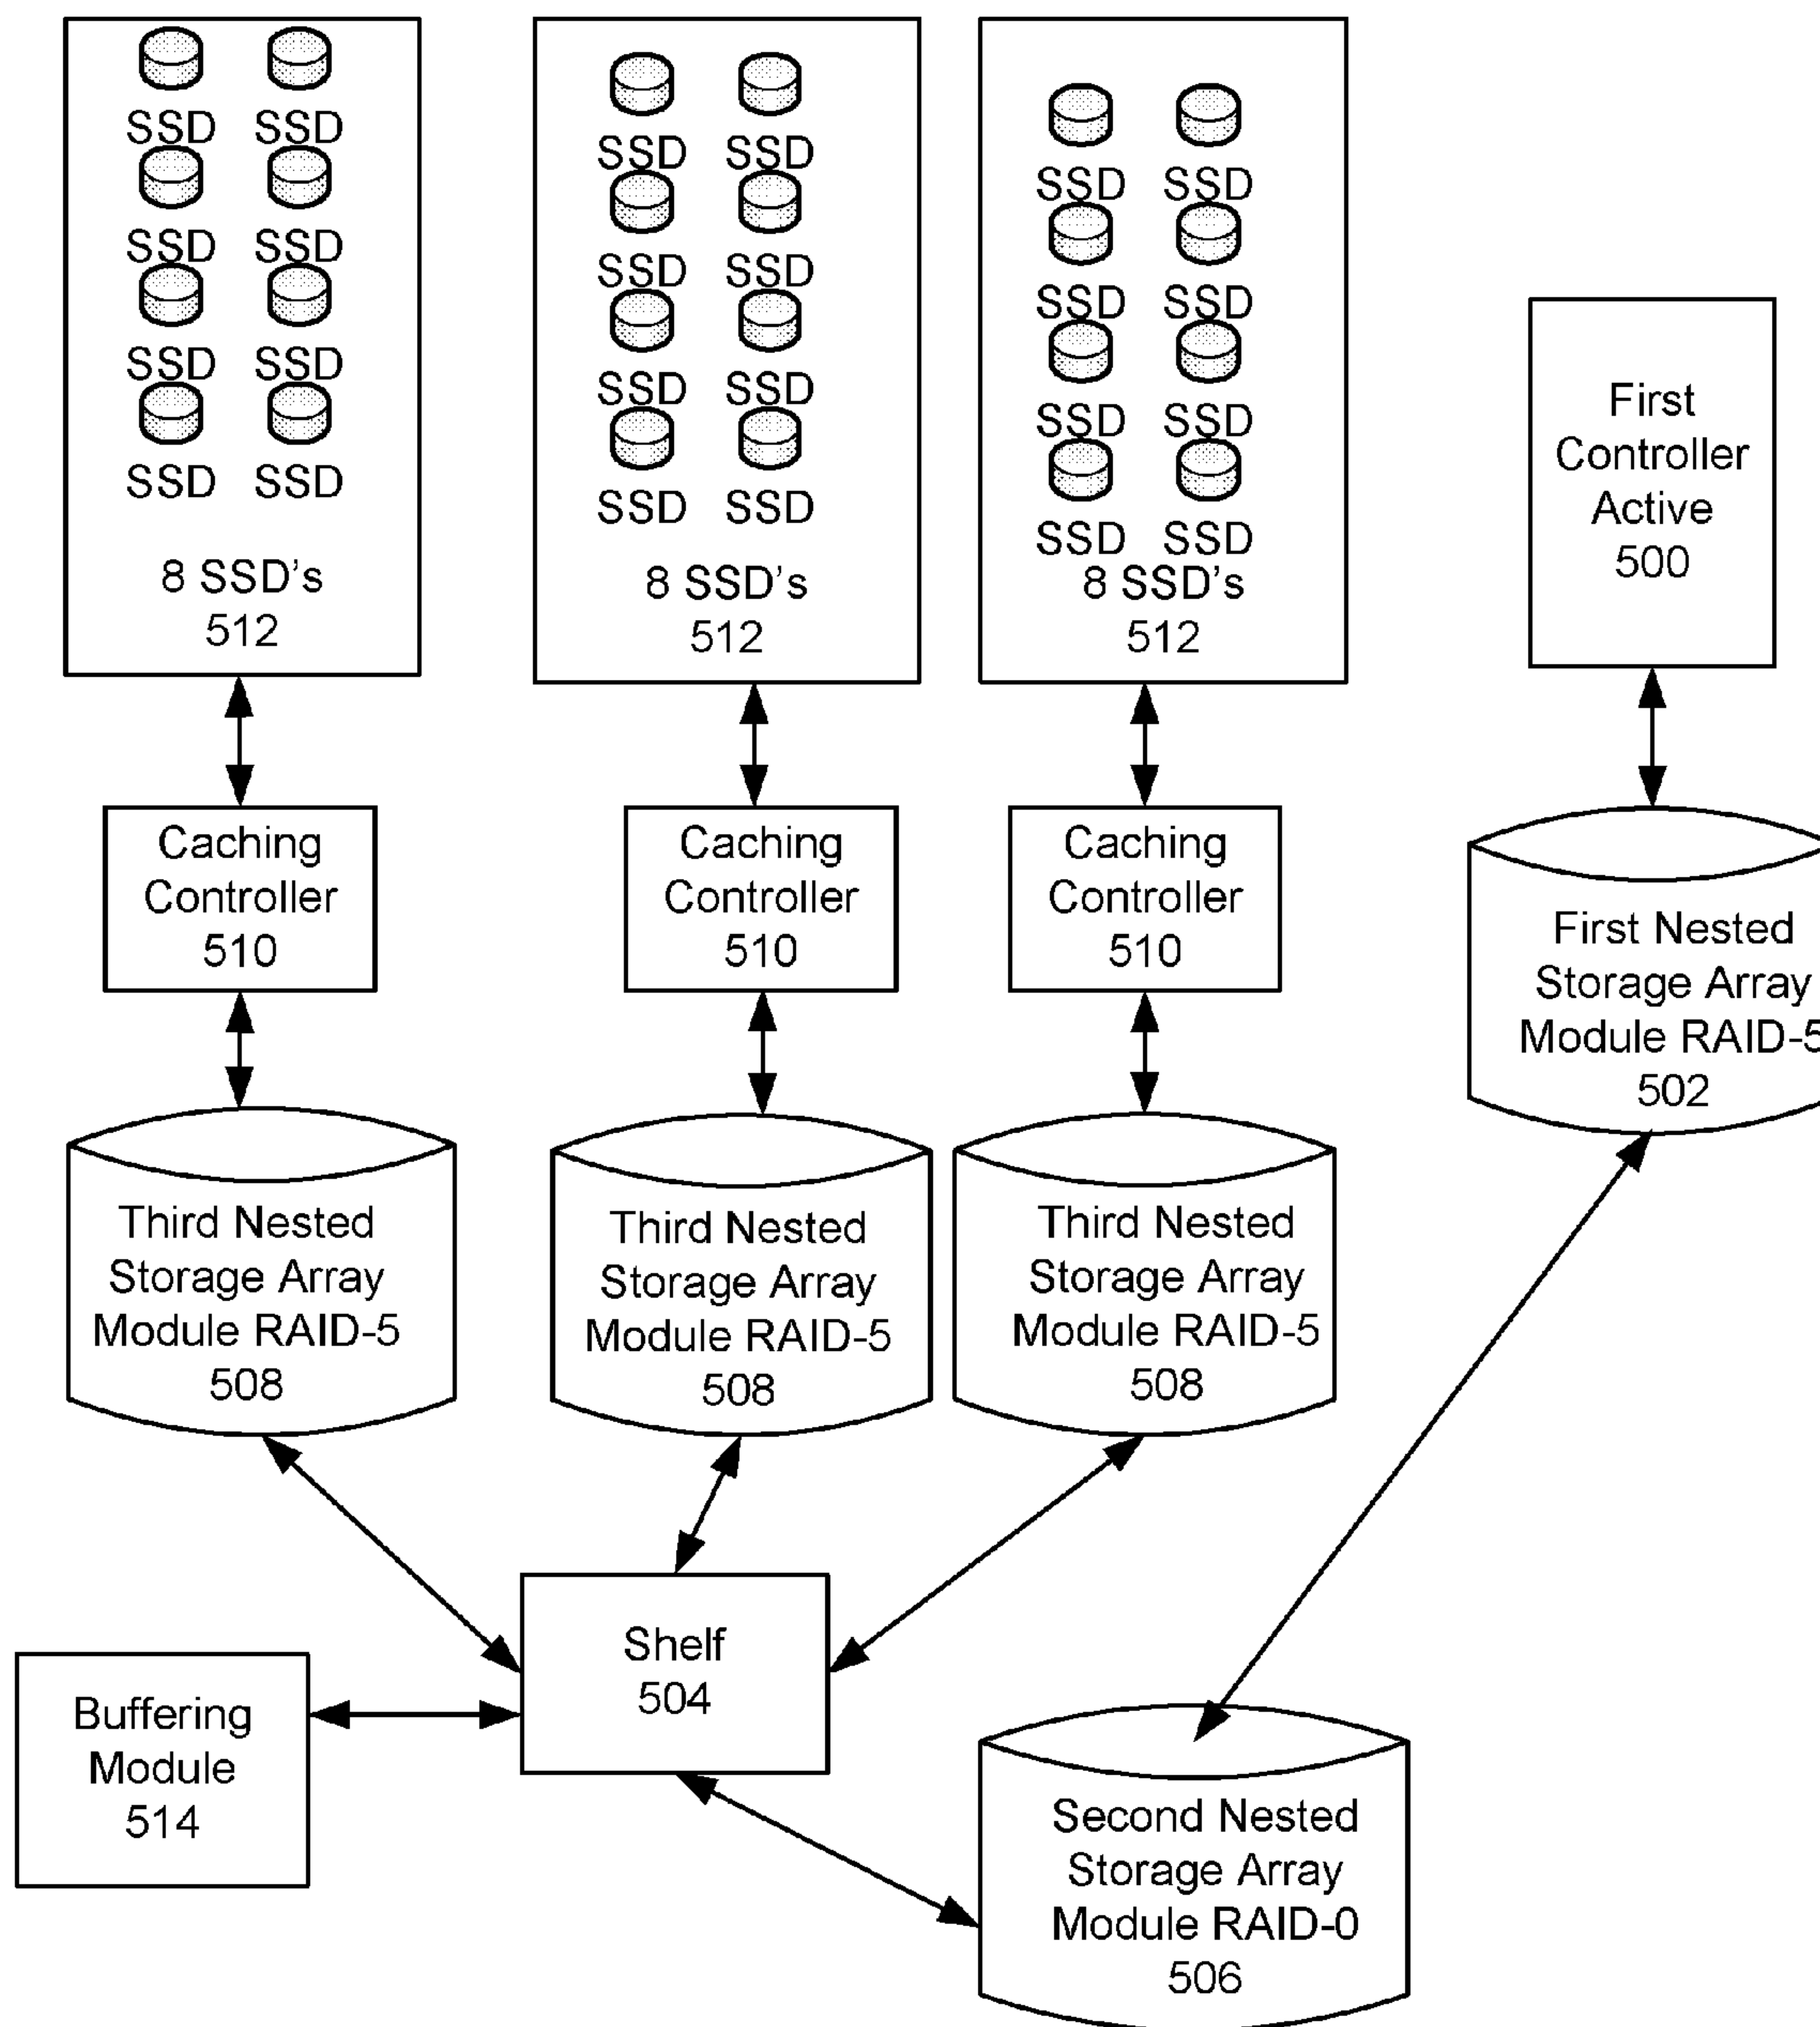 SSD SSD
SSD SSD
SSD SSD
SSD SSD
8 SSD's
512
SSD SSD
SSD SSD
SSD SSD
SSD SSD
8 SSD's
512
SSD SSD
SSD SSD
SSD SSD
SSD SSD
8 SSD's
512
First
Controller
Active
500
Caching
Controller
510
Caching
Controller
510
Caching
Controller
510
First Nested
Storage Array
Module RAID-5
502
Third Nested
Storage Array
Module RAID-5
508
Third Nested
Storage Array
Module RAID-5
508
Third Nested
Storage Array
Module RAID-5
508
Shelf
504
Buffering
Module
514
Second Nested
Storage Array
Module RAID-0
506